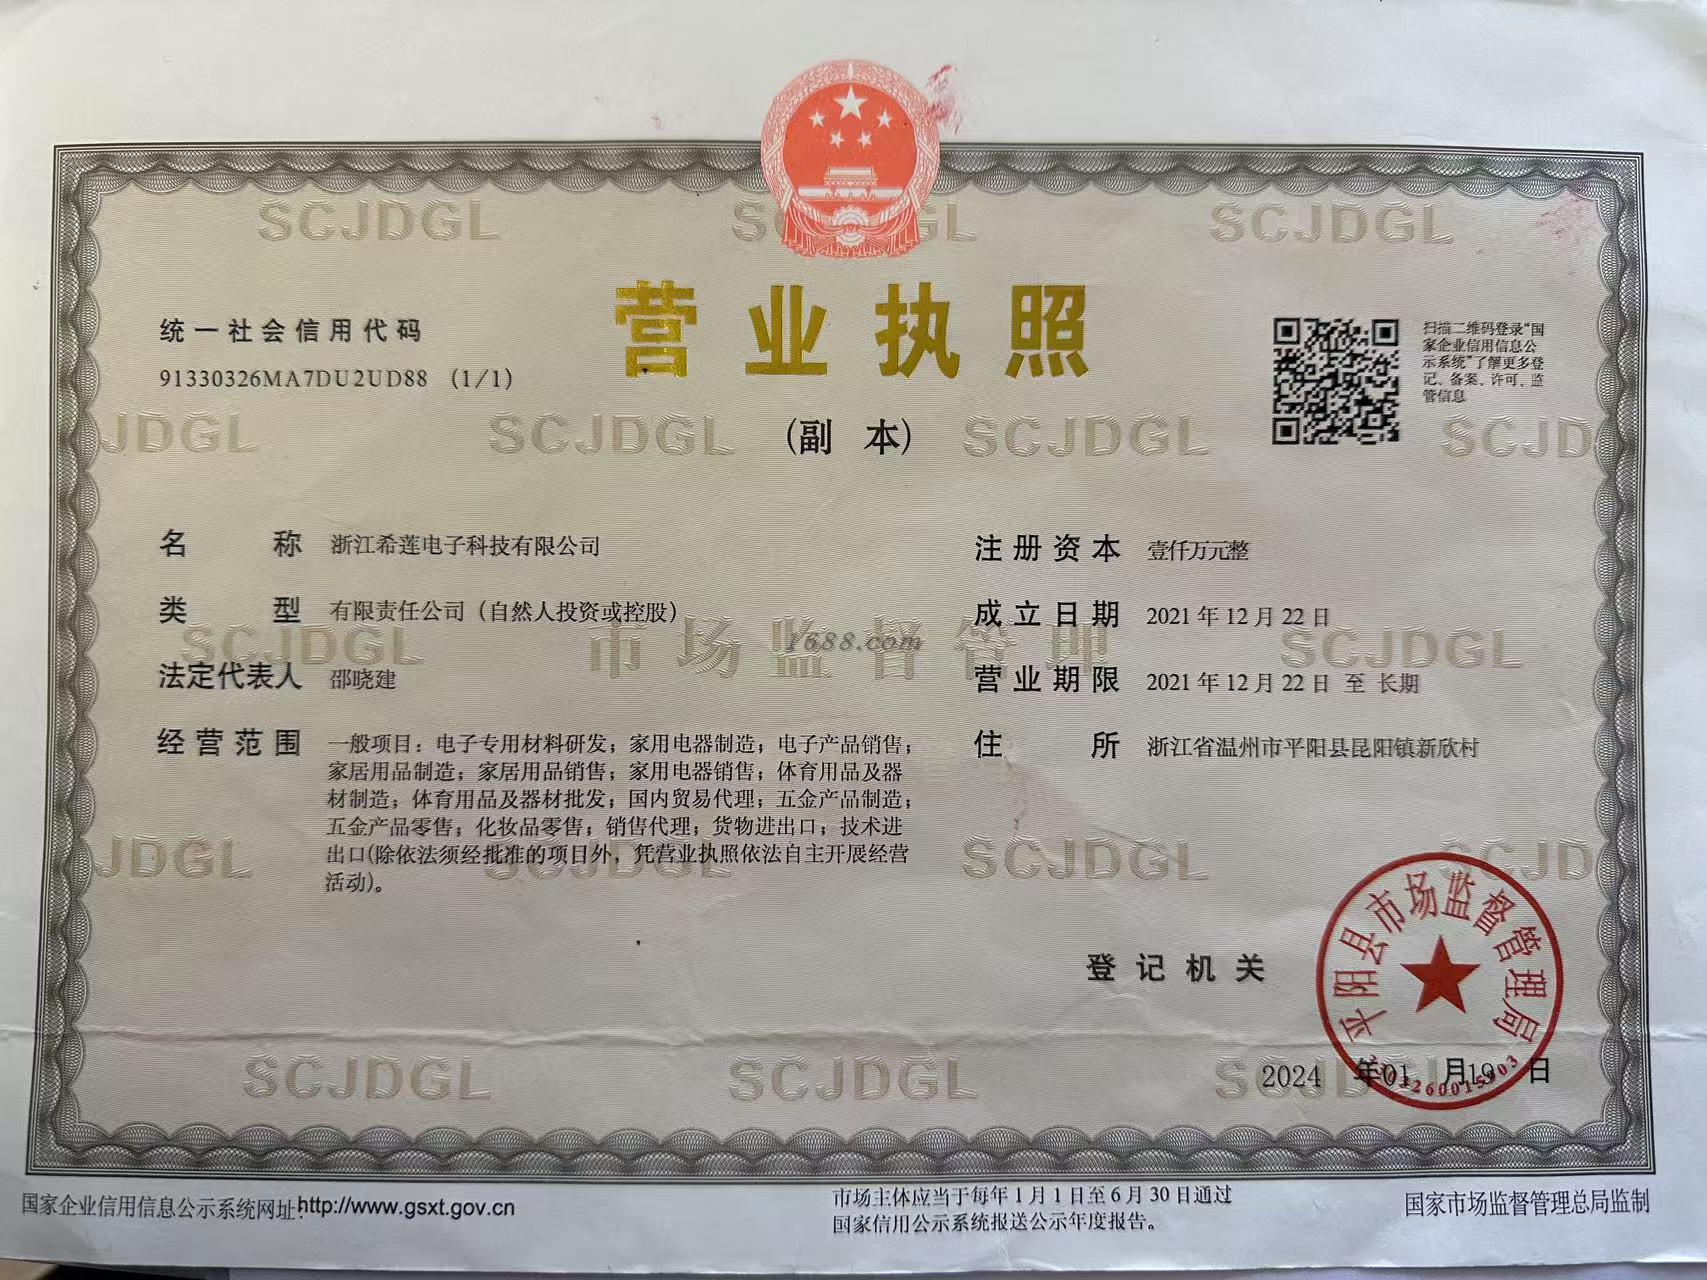 营业执照
(副 本)
统一社会信用代码
91330326MA7DU2UD88 (1/1)
扫描二维码登录“国
家企业信用信息公
示系统”了解更多登
记、备案、许可、监
管信息
名称 浙江希莲电子科技有限公司
类型 有限责任公司（自然人投资或控股）
法定代表人 邵晓建
经营范围 一般项目：电子专用材料研发；家用电器制造；电子产品销售；
家居用品制造；家居用品销售；家用电器销售；体育用品及器
材制造；体育用品及器材批发；国内贸易代理；五金产品制造；
五金产品零售；化妆品零售；销售代理；货物进出口；技术进
出口(除依法须经批准的项目外，凭营业执照依法自主开展经营
活动)。
注册资本 壹仟万元整
成立日期 2021年12月22日
营业期限 2021年12月22日 至 长期
住所 浙江省温州市平阳县昆阳镇新欣村
SCJDGL
市场监督管理
1688.com
登记机关
平阳县市场监督管理局
2024 年01 月19 日
国家企业信用信息公示系统网址:http://www.gsxt.gov.cn
市场主体应当于每年1月1日至6月30日通过
国家信用公示系统报送公示年度报告。
国家市场监督管理总局监制